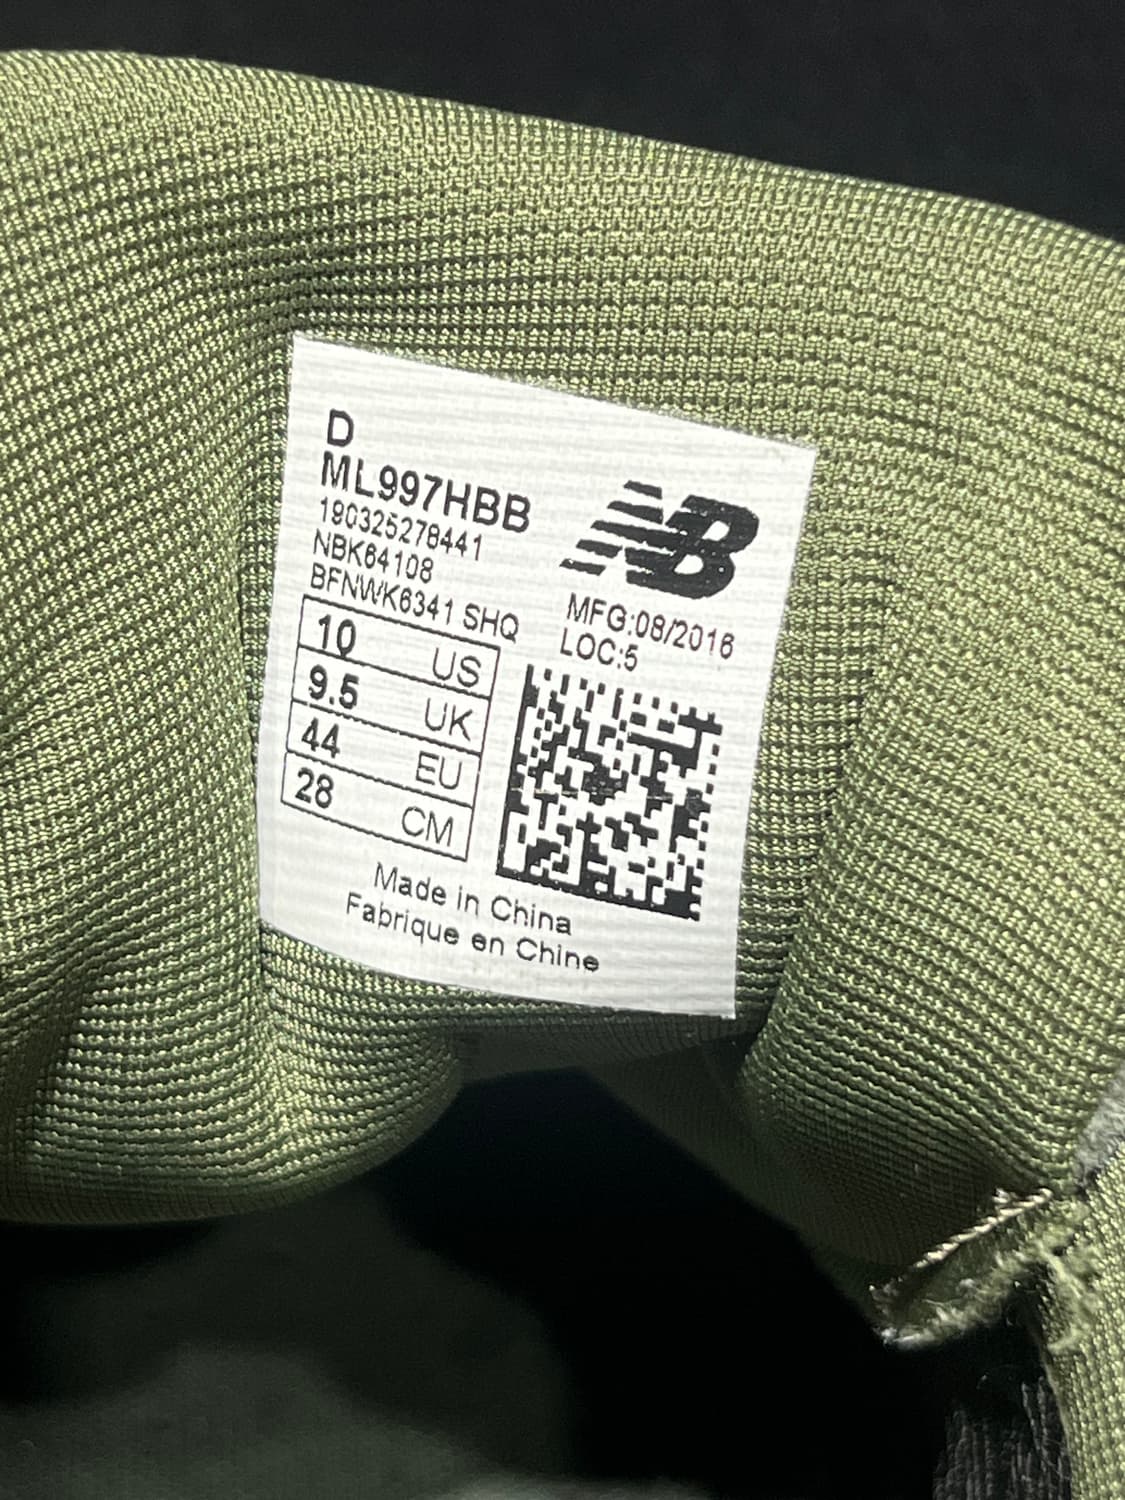 D
ML997HBB
190325278441
NBK64108
BFNWK6341 SHQ
10 US
9.5 UK
44 EU
28 CM
NB
MFG:08/2016
LOC:5
Made in China
Fabrique en Chine